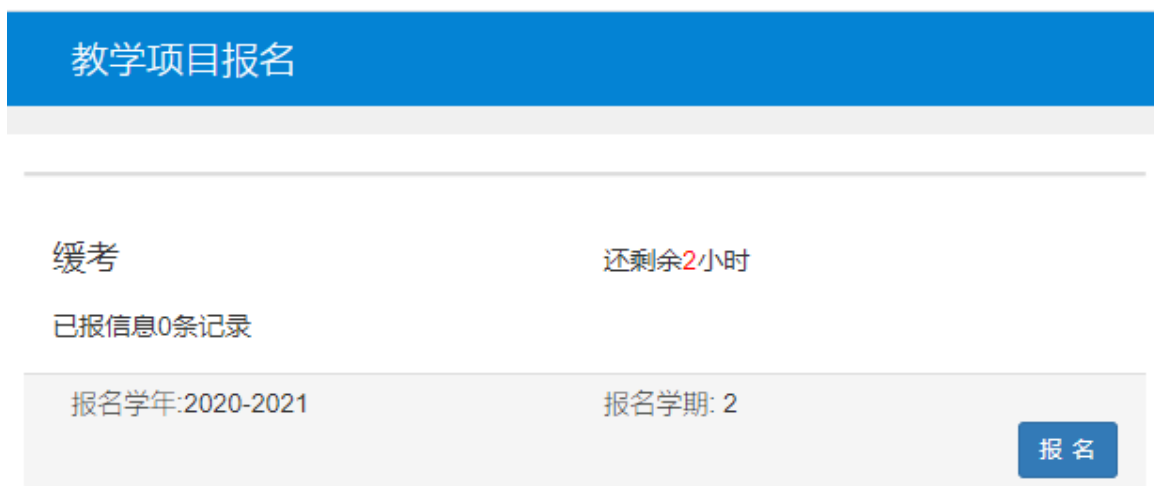 教学项目报名
缓考 还剩余2小时
已报信息0条记录
报名学年:2020-2021 报名学期: 2
报 名